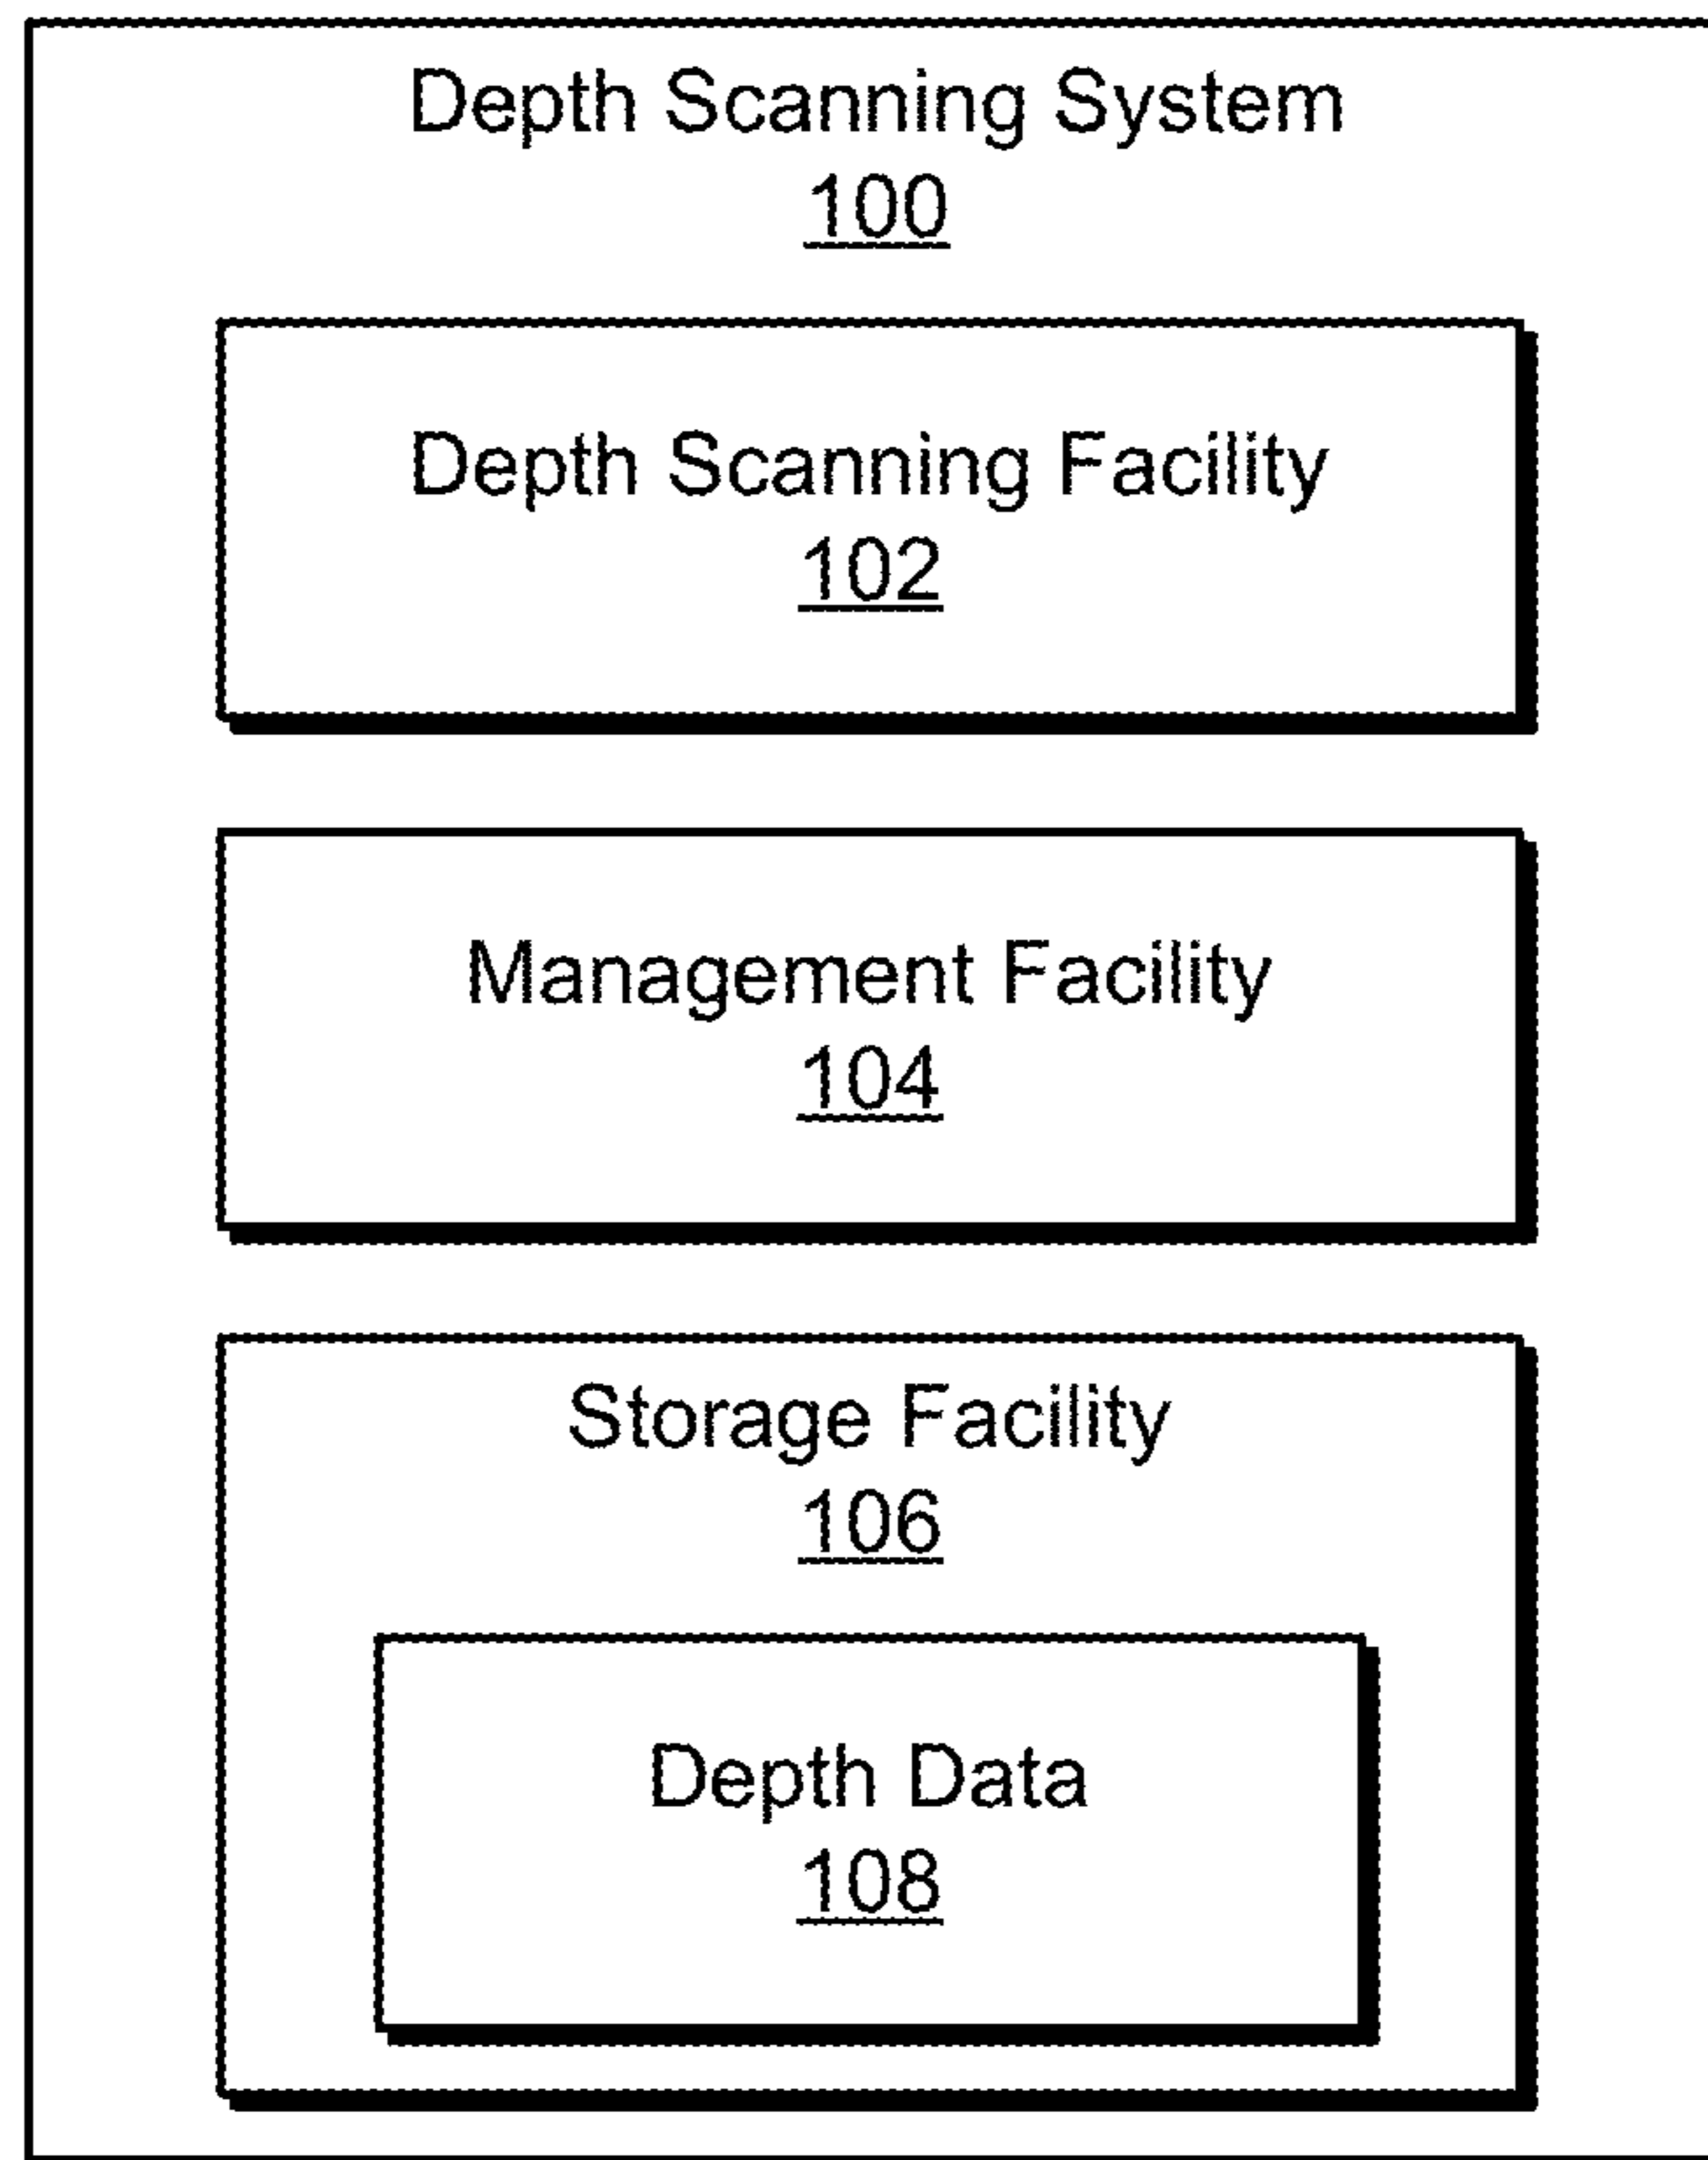 Depth Scanning System
100
Depth Scanning Facility
102
Management Facility
104
Storage Facility
106
Depth Data
108